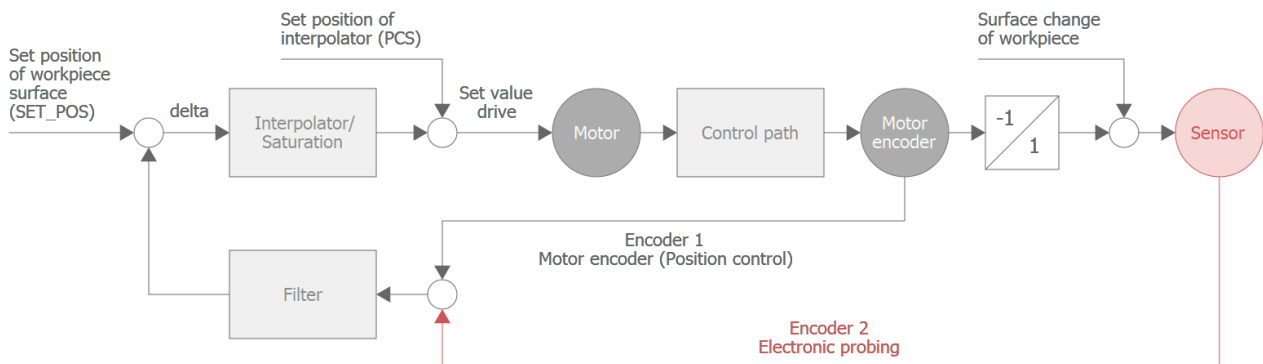 Set position of
interpolator (PCS)
Surface change
of workpiece
Set position
of workpiece
surface
(SET_POS)
delta
Interpolator/
Saturation
Set value
drive
Motor
Control path
Motor
encoder
-1
1
Sensor
Encoder 1
Motor encoder (Position control)
Filter
Encoder 2
Electronic probing